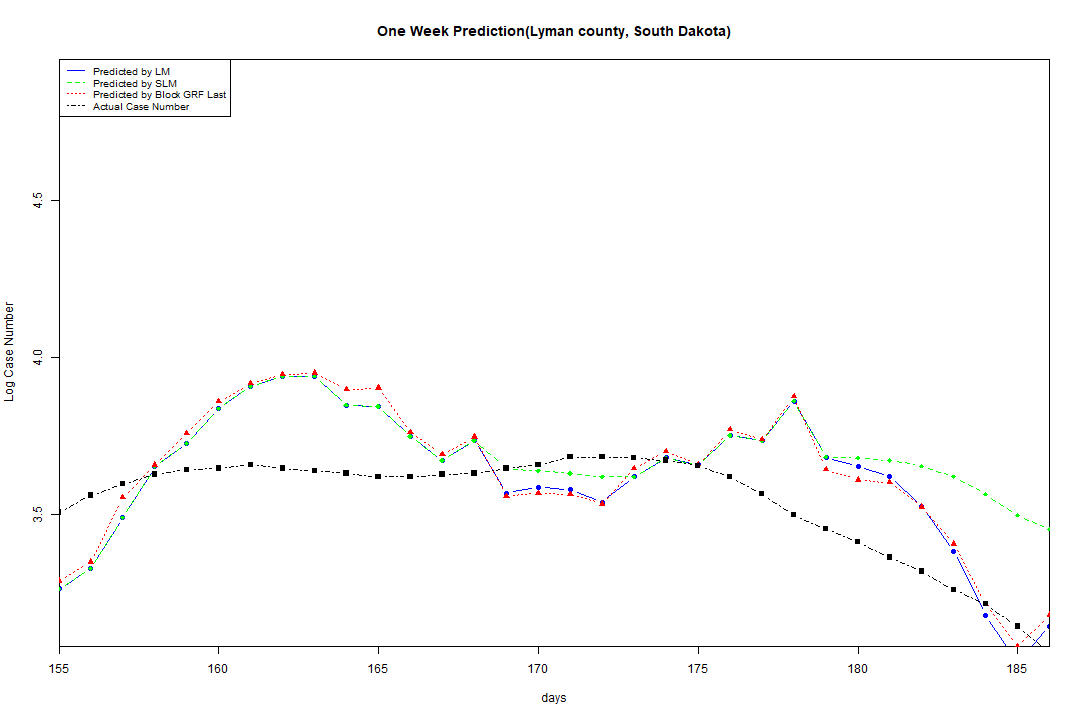 One Week Prediction(Lyman county, South Dakota)
Predicted by LM
Predicted by SLM
Predicted by Block GRF Last
Actual Case Number
Log Case Number
4.5
4.0
3.5
155 160 165 170 175 180 185
days